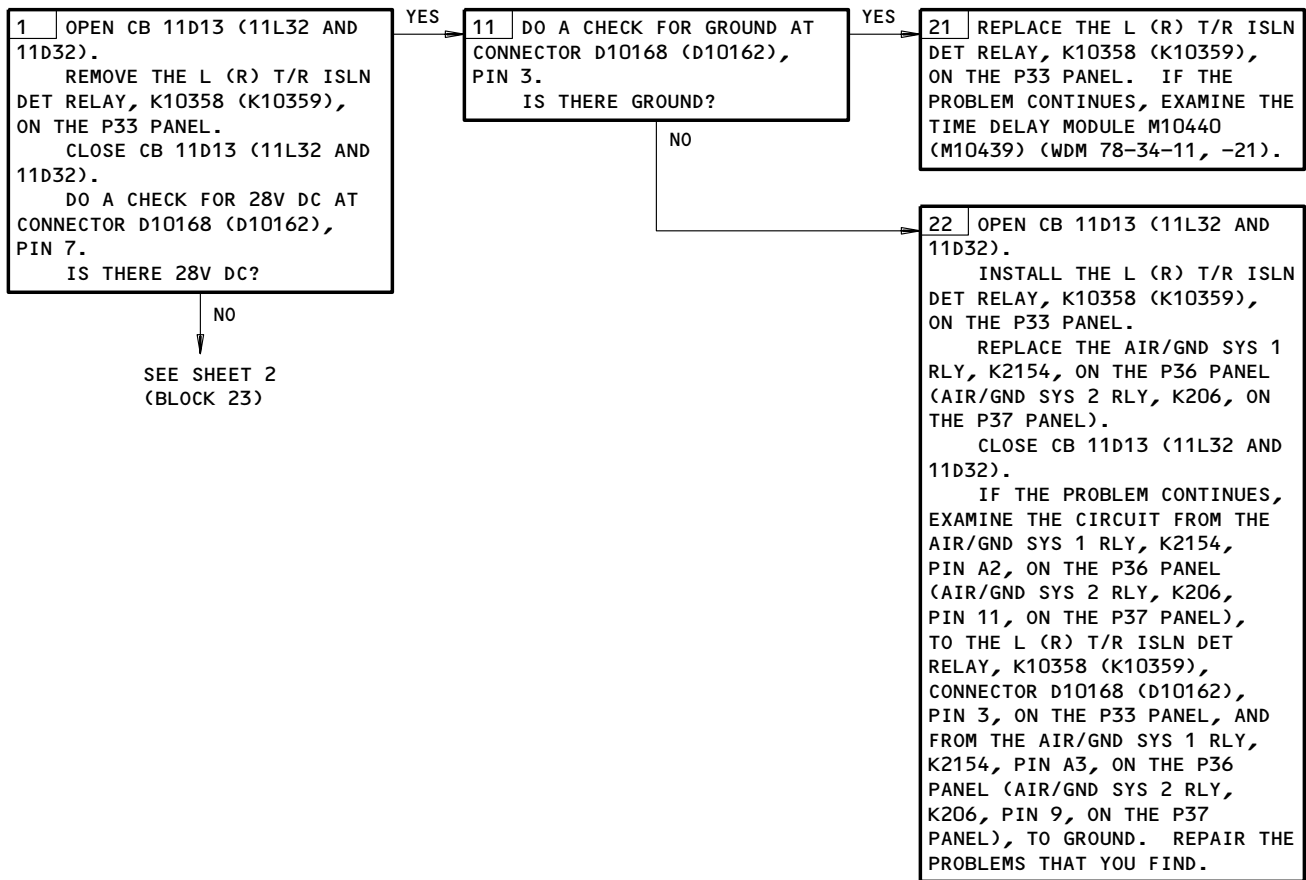 1 OPEN CB 11D13 (11L32 AND
11D32).
REMOVE THE L (R) T/R ISLN
DET RELAY, K10358 (K10359),
ON THE P33 PANEL.
CLOSE CB 11D13 (11L32 AND
11D32).
DO A CHECK FOR 28V DC AT
CONNECTOR D10168 (D10162),
PIN 7.
IS THERE 28V DC?
YES
NO
SEE SHEET 2
(BLOCK 23)
11 DO A CHECK FOR GROUND AT
CONNECTOR D10168 (D10162),
PIN 3.
IS THERE GROUND?
YES
NO
21 REPLACE THE L (R) T/R ISLN
DET RELAY, K10358 (K10359),
ON THE P33 PANEL. IF THE
PROBLEM CONTINUES, EXAMINE THE
TIME DELAY MODULE M10440
(M10439) (WDM 78-34-11, -21).
22 OPEN CB 11D13 (11L32 AND
11D32).
INSTALL THE L (R) T/R ISLN
DET RELAY, K10358 (K10359),
ON THE P33 PANEL.
REPLACE THE AIR/GND SYS 1
RLY, K2154, ON THE P36 PANEL
(AIR/GND SYS 2 RLY, K206, ON
THE P37 PANEL).
CLOSE CB 11D13 (11L32 AND
11D32).
IF THE PROBLEM CONTINUES,
EXAMINE THE CIRCUIT FROM THE
AIR/GND SYS 1 RLY, K2154,
PIN A2, ON THE P36 PANEL
(AIR/GND SYS 2 RLY, K206,
PIN 11, ON THE P37 PANEL),
TO THE L (R) T/R ISLN DET
RELAY, K10358 (K10359),
CONNECTOR D10168 (D10162),
PIN 3, ON THE P33 PANEL, AND
FROM THE AIR/GND SYS 1 RLY,
K2154, PIN A3, ON THE P36
PANEL (AIR/GND SYS 2 RLY,
K206, PIN 9, ON THE P37
PANEL), TO GROUND. REPAIR THE
PROBLEMS THAT YOU FIND.